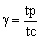 γ = tp/tc